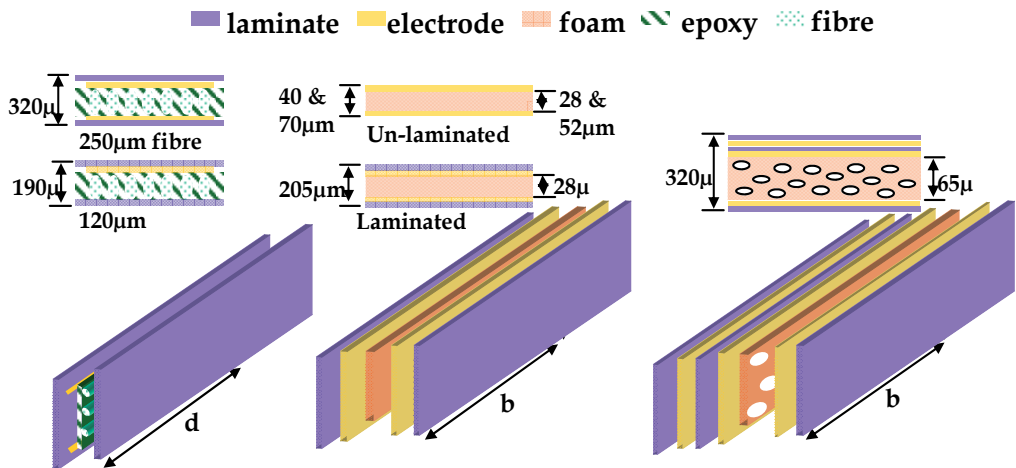 laminate electrode foam epoxy fibre
320μ
250μm fibre
190μ
120μm
40 &
70μm
28 &
52μm
Un-laminated
205μm
28μ
Laminated
320μ
65μ
d
b
b